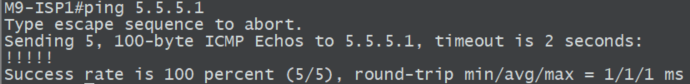 M9-ISP1#ping 5.5.5.1
Type escape sequence to abort.
Sending 5, 100-byte ICMP Echos to 5.5.5.1, timeout is 2 seconds:
!!!!!
Success rate is 100 percent (5/5), round-trip min/avg/max = 1/1/1 ms